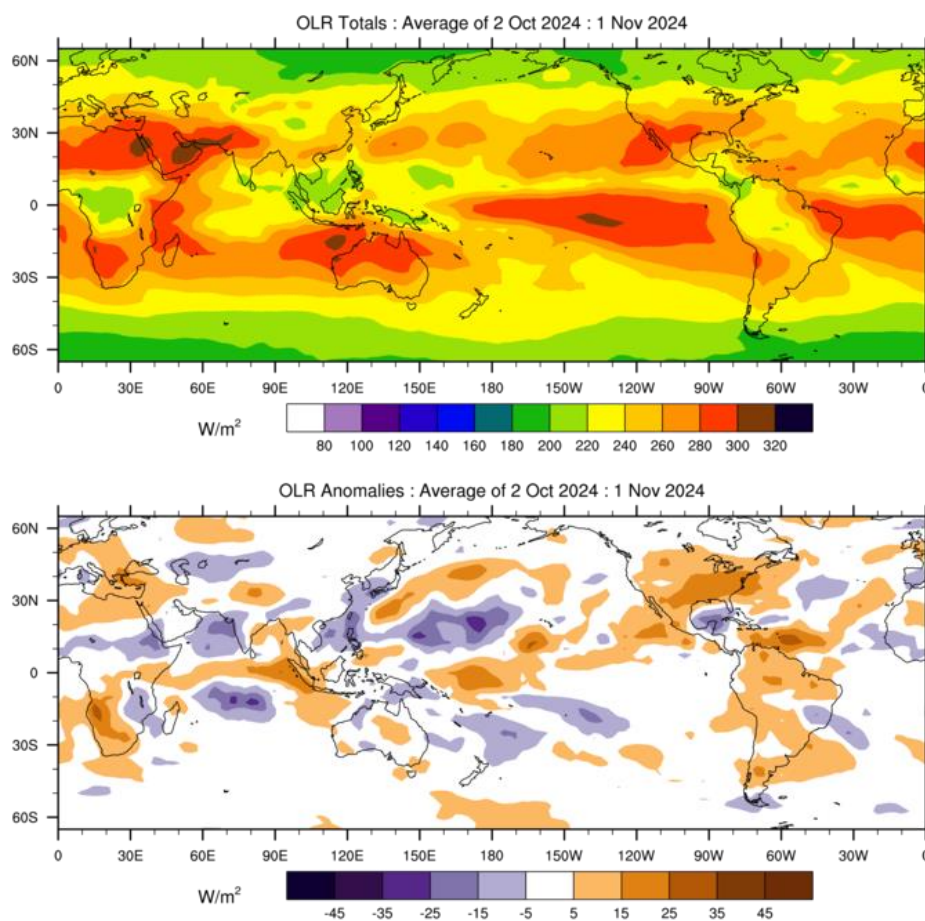 OLR Totals : Average of 2 Oct 2024 : 1 Nov 2024
60N
30N
0
30S
60S
0 30E 60E 90E 120E 150E 180 150W 120W 90W 60W 30W 0
W/m²
80 100 120 140 160 180 200 220 240 260 280 300 320
OLR Anomalies : Average of 2 Oct 2024 : 1 Nov 2024
60N
30N
0
30S
60S
0 30E 60E 90E 120E 150E 180 150W 120W 90W 60W 30W 0
W/m²
-45 -35 -25 -15 -5 5 15 25 35 45